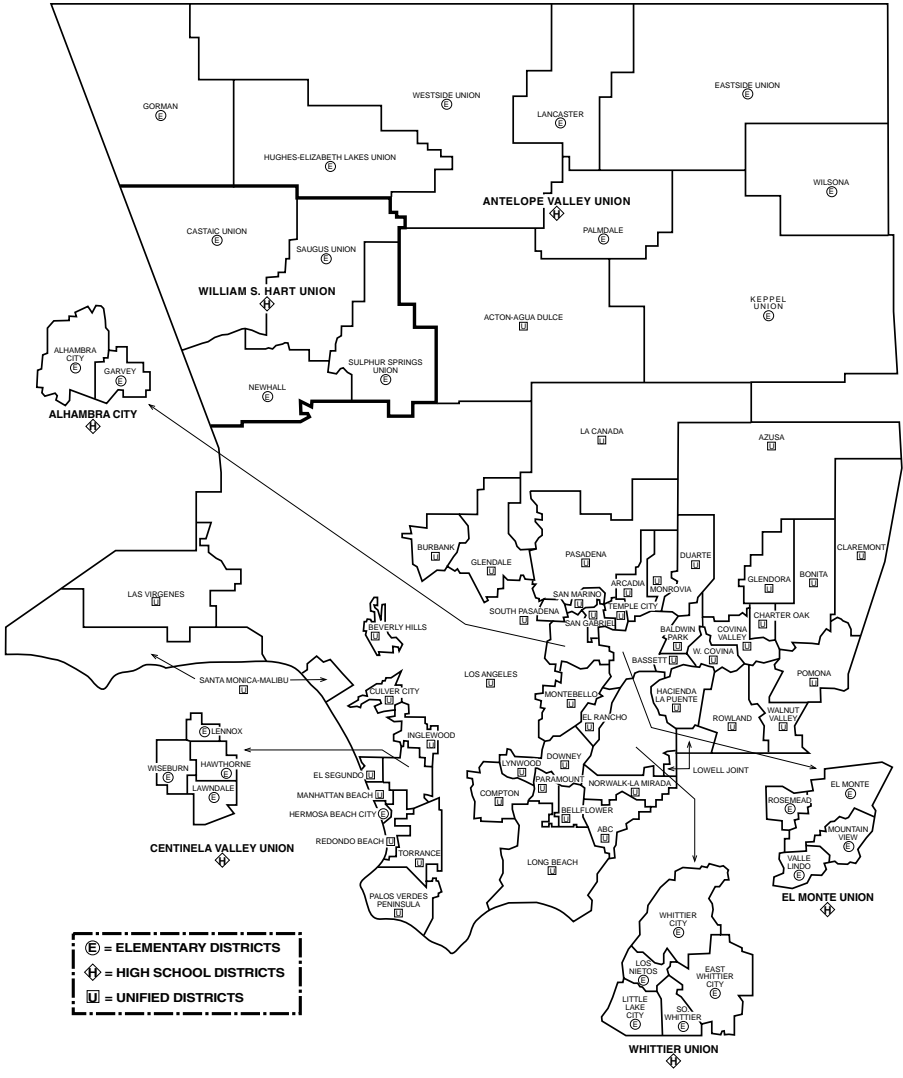 GORMAN
E
WESTSIDE UNION
E
LANCASTER
E
EASTSIDE UNION
E
HUGHES-ELIZABETH LAKES UNION
E
WILSONA
E
ANTELOPE VALLEY UNION
H
CASTAIC UNION
E
SAUGUS UNION
E
PALMDALE
E
WILLIAM S. HART UNION
H
ACTON-AGUA DULCE
U
KEPPEL
UNION
E
ALHAMBRA
CITY
E
GARVEY
E
ALHAMBRA CITY
H
NEWHALL
E
SULPHUR SPRINGS
UNION
E
LA CANADA
U
AZUSA
U
BURBANK
U
GLENDALE
U
PASADENA
U
ARCADIA
U
U
MONROVIA
DUARTE
U
GLENDORA
U
BONITA
U
CLAREMONT
U
LAS VIRGENES
U
SAN MARINO
U
SOUTH PASADENA
U
TEMPLE CITY
U
SAN GABRIEL
U
CHARTER OAK
U
BEVERLY HILLS
U
BALDWIN
PARK
U
COVINA
VALLEY
U
W. COVINA
U
BASSETT U
POMONA
U
SANTA MONICA-MALIBU
U
LOS ANGELES
U
CULVER CITY
U
MONTEBELLO
U
HACIENDA
LA PUENTE
U
EL RANCHO
U
ROWLAND
U
WALNUT
VALLEY
U
INGLEWOOD
U
E LENNOX
WISEBURN
E
HAWTHORNE
E
LAWNDALE
E
CENTINELA VALLEY UNION
H
EL SEGUNDO U
MANHATTAN BEACH U
HERMOSA BEACH CITY E
REDONDO BEACH U
TORRANCE
U
PALOS VERDES
PENINSULA
U
LYNWOOD
U
DOWNEY
U
COMPTON
U
PARAMOUNT
U
NORWALK-LA MIRADA
U
BELLFLOWER
U
ABC
U
LONG BEACH
U
LOWELL JOINT
EL MONTE
E
ROSEMEAD
E
MOUNTAIN
VIEW
E
VALLE
LINDO
E
EL MONTE UNION
H
WHITTIER
CITY
E
LOS
NIETOS
E
EAST
WHITTIER
CITY
E
LITTLE
LAKE
CITY
E
SO.
WHITTIER
E
WHITTIER UNION
H
E = ELEMENTARY DISTRICTS
H = HIGH SCHOOL DISTRICTS
U = UNIFIED DISTRICTS